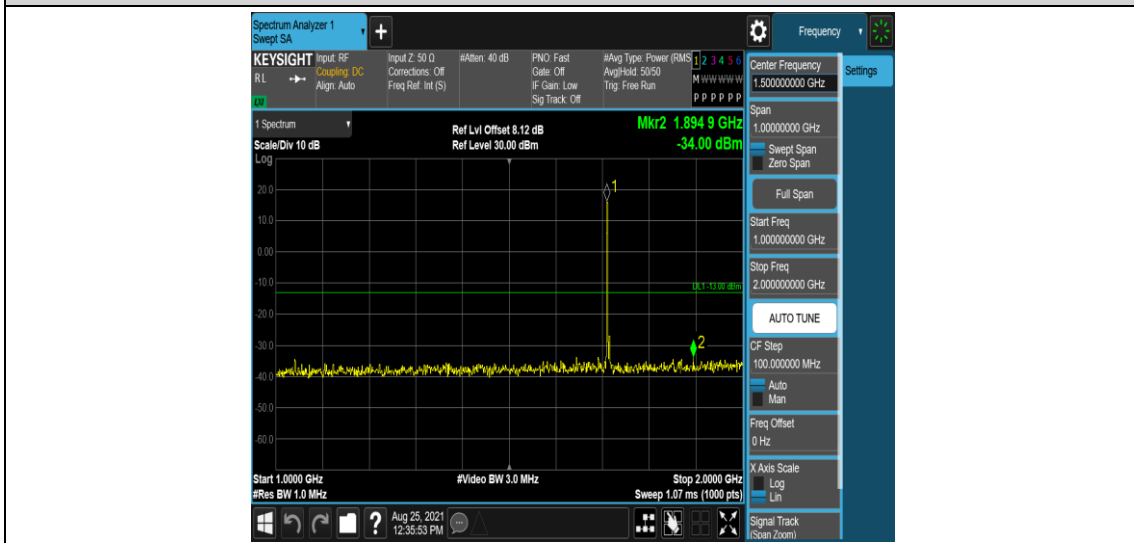 Spectrum Analyzer 1
Swept SA
+
Frequency
KEYSIGHT
Input: RF
Input Z: 50 Ω
#Atten: 40 dB
PNO: Fast
#Avg Type: Power (RMS
1 2 3 4 5 6
RL
Coupling: DC
Corrections: Off
Gate: Off
Avg|Hold: 50/50
M W W W W W
Align: Auto
Freq Ref: Int (S)
IF Gain: Low
Trig: Free Run
Sig Track: Off
P P P P P P
1 Spectrum
Ref Lvl Offset 8.12 dB
Mkr2 1.894 9 GHz
Scale/Div 10 dB
Ref Level 30.00 dBm
-34.00 dBm
Log
20.0
10.0
0.00
-10.0
-20.0
-30.0
-40.0
-50.0
-60.0
1
DL1 -13.00 dBm
2
Start 1.0000 GHz
#Video BW 3.0 MHz
Stop 2.0000 GHz
#Res BW 1.0 MHz
Sweep 1.07 ms (1000 pts)
Center Frequency
1.500000000 GHz
Settings
Span
1.00000000 GHz
Swept Span
Zero Span
Full Span
Start Freq
1.000000000 GHz
Stop Freq
2.000000000 GHz
AUTO TUNE
CF Step
100.000000 MHz
Auto
Man
Freq Offset
0 Hz
X Axis Scale
Log
Lin
Signal Track
(Span Zoom)
?
Aug 25, 2021
12:35:53 PM